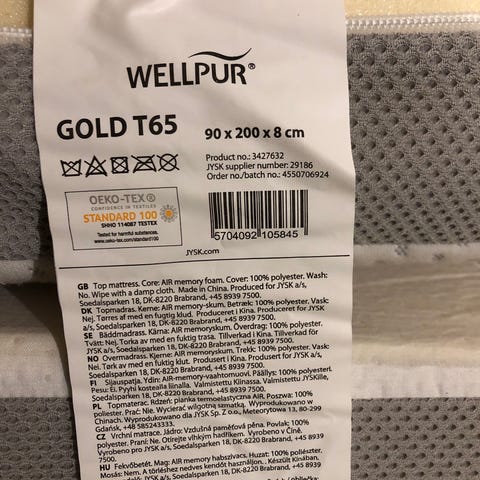 WELLPUR®
GOLD T65
90 x 200 x 8 cm
Product no.: 3427632
JYSK supplier number: 29186
Order no./batch no.: 4550706924
OEKO-TEX®
CONFIDENCE IN TEXTILES
STANDARD 100
SHHO 114087 TESTEX
Tested for harmful substances.
www.oeko-tex.com/standard100
5704092 105845
JYSK.com
GB Top mattress. Core: AIR memory foam. Cover: 100% polyester. Wash:
No. Wipe with a damp cloth. Made in China. Produced for JYSK a/s,
Soedalsparken 18, DK-8220 Brabrand, +45 8939 7500.
DK Topmadras. Kerne: AIR memory-skum. Betræk: 100% polyester. Vask:
Nej. Tørres af med en fugtig klud. Produceret i Kina. Produceret for JYSK
a/s, Soedalsparken 18, DK-8220 Brabrand, +45 8939 7500.
SE Bäddmadrass. Kärna: AIR memoryskum. Överdrag: 100% polyester.
Tvätt: Nej. Torka av med en fuktig trasa. Tillverkad i Kina. Tillverkad för
JYSK a/s, Soedalsparken 18, DK-8220 Brabrand, +45 8939 7500.
NO Overmadrass. Kjerne: AIR memoryskum. Trekk: 100% polyester. Vask:
Nei. Tørk av med en fuktig klut. Produsert i Kina. Produsert for JYSK a/s,
Soedalsparken 18, DK-8220 Brabrand, +45 8939 7500.
FI Sijauspatja. Ydin: AIR-memory-vaahtomuovi. Päällys: 100% polyesteri.
Pesu: Ei. Pyyhi kostealla liinalla. Valmistettu Kiinassa. Valmistettu JYSKille,
Soedalsparken 18, DK-8220 Brabrand, +45 8939 7500.
PL Topmaterac. Rdzeń: pianka termoelastyczna AIR, Poszwa: 100%
poliester. Prać: Nie. Wycierać wilgotną szmatką. Wyprodukowano w
Chinach. Wyprodukowano dla JYSK Sp. Z o.o., Meteorytowa 13, 80-299
Gdańsk, +48 585243333.
CZ Vrchní matrace. Jádro: Vzdušná paměťová pěna. Povlak: 100%
polyester. Praní: Ne. Otírejte vlhkým hadříkem. Vyrobeno v Číně.
Vyrobeno pro JYSK a/s, Soedalsparken 18, DK-8220 Brabrand, +45 8939
7500.
HU Fekvőbetét. Mag: AIR memory habszivacs. Huzat: 100% poliészter.
Mosás: Nem. A törléshez nedves kendőt használjon. Készült Kínában.